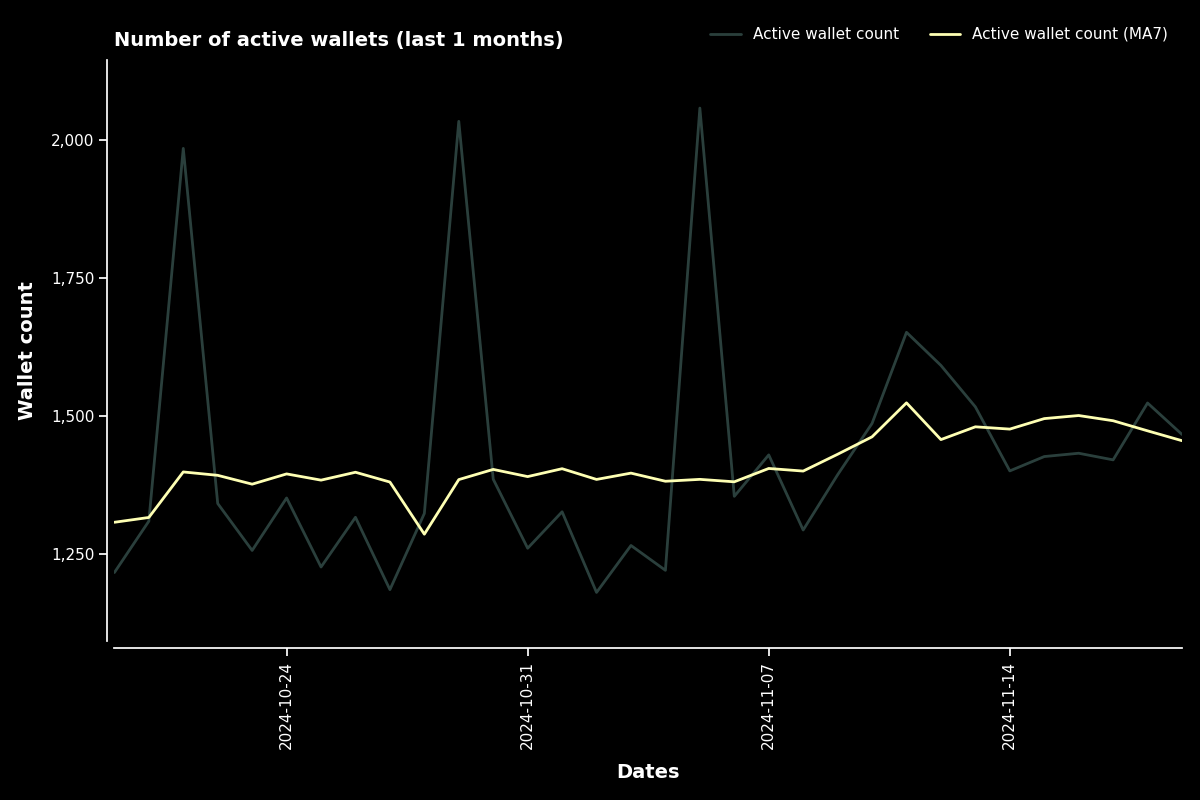 Number of active wallets (last 1 months)
Active wallet count
Active wallet count (MA7)
Wallet count
2,000
1,750
1,500
1,250
2024-10-24
2024-10-31
2024-11-07
2024-11-14
Dates